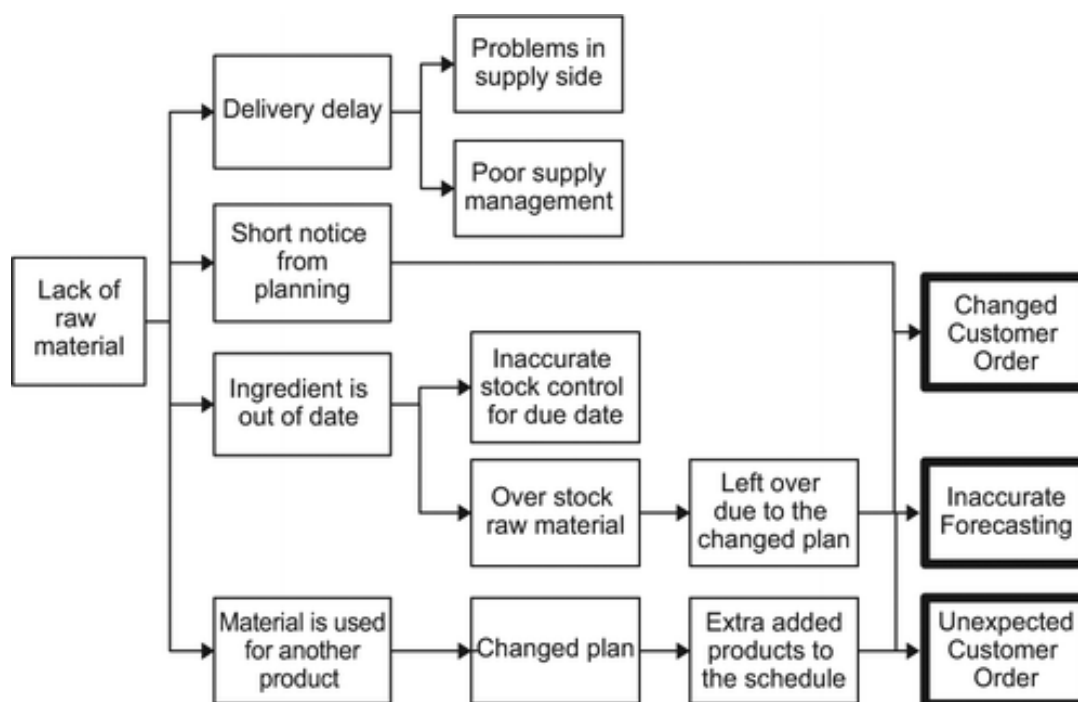 Problems in
supply side
Delivery delay
Poor supply
management
Short notice
from
planning
Lack of
raw
material
Changed
Customer
Order
Inaccurate
stock control
for due date
Ingredient is
out of date
Over stock
raw material
Left over
due to the
changed plan
Inaccurate
Forecasting
Material is used
for another
product
Changed plan
Extra added
products to
the schedule
Unexpected
Customer
Order